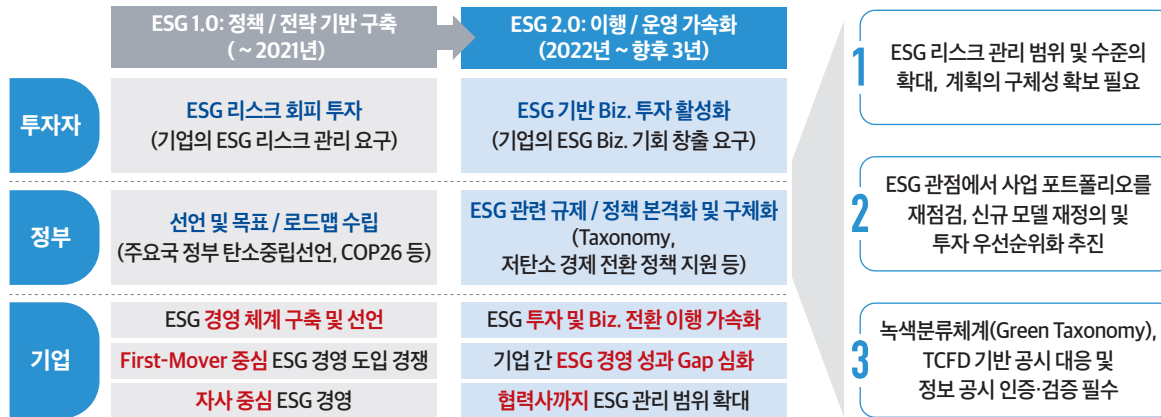 ESG 1.0: 정책 / 전략 기반 구축
( ~ 2021년)
ESG 2.0: 이행 / 운영 가속화
(2022년 ~ 향후 3년)
투자자
ESG 리스크 회피 투자
(기업의 ESG 리스크 관리 요구)
ESG 기반 Biz. 투자 활성화
(기업의 ESG Biz. 기회 창출 요구)
정부
선언 및 목표 / 로드맵 수립
(주요국 정부 탄소중립선언, COP26 등)
ESG 관련 규제 / 정책 본격화 및 구체화
(Taxonomy,
저탄소 경제 전환 정책 지원 등)
기업
ESG 경영 체계 구축 및 선언
ESG 투자 및 Biz. 전환 이행 가속화
First-Mover 중심 ESG 경영 도입 경쟁
기업 간 ESG 경영 성과 Gap 심화
자사 중심 ESG 경영
협력사까지 ESG 관리 범위 확대
1
ESG 리스크 관리 범위 및 수준의
확대, 계획의 구체성 확보 필요
2
ESG 관점에서 사업 포트폴리오를
재점검, 신규 모델 재정의 및
투자 우선순위화 추진
3
녹색분류체계(Green Taxonomy),
TCFD 기반 공시 대응 및
정보 공시 인증·검증 필수